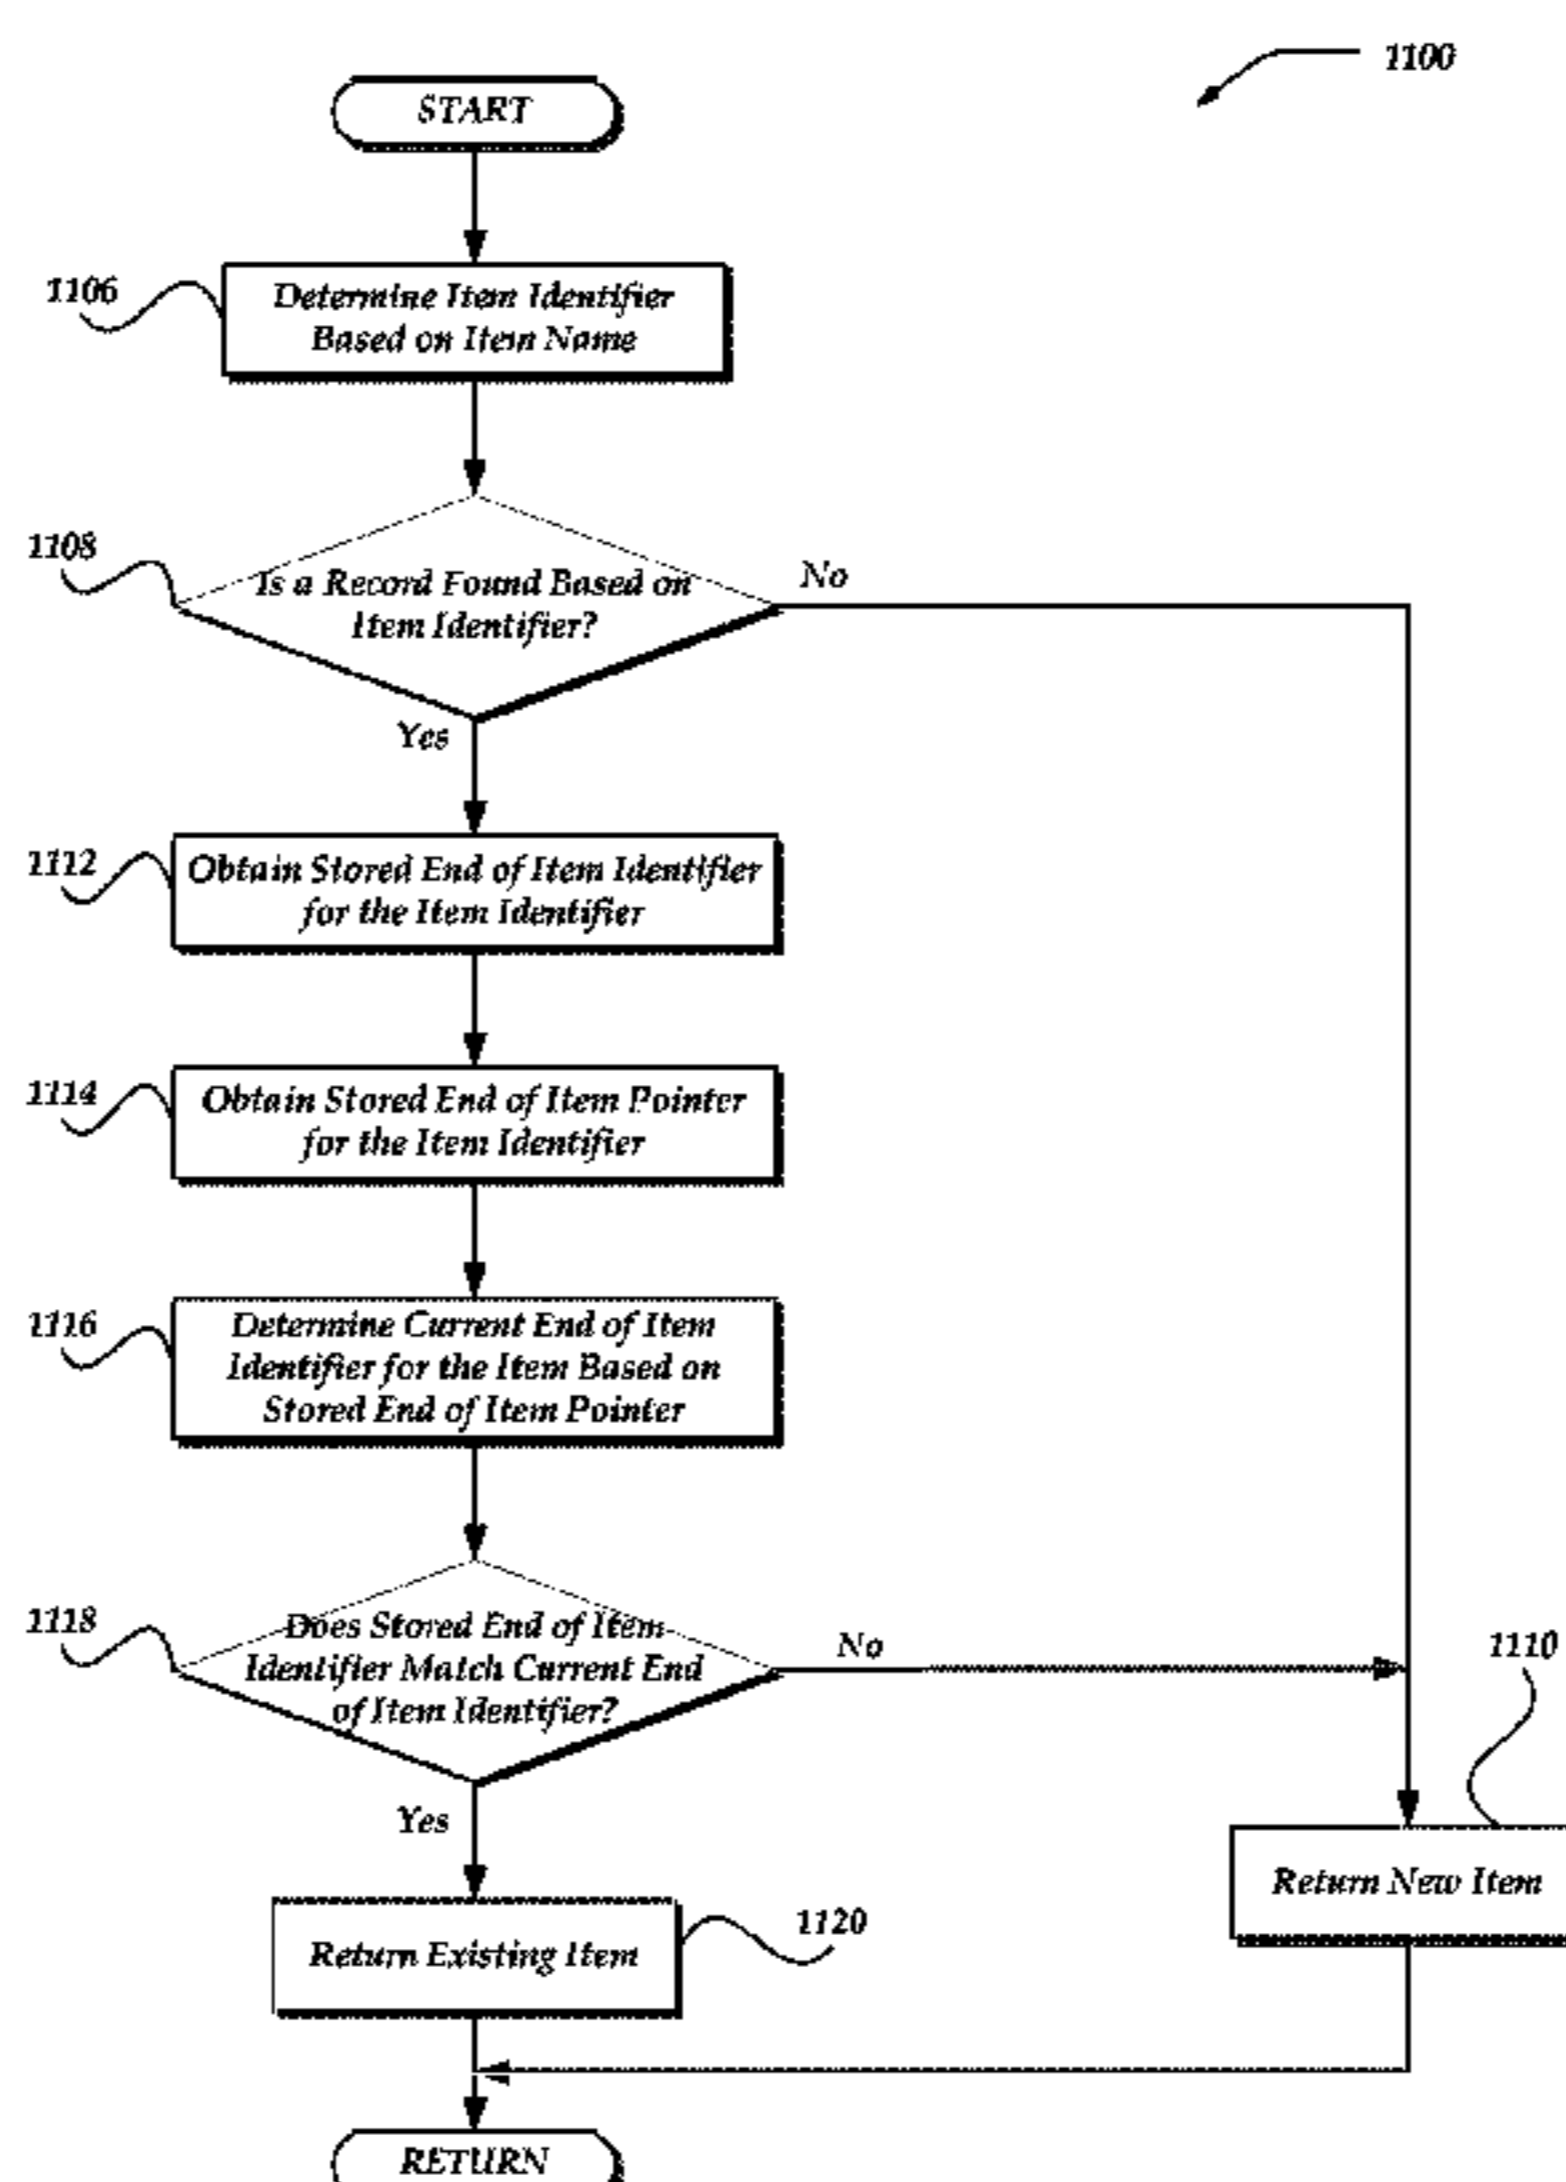 1100
START
1106
Determine Item Identifier
Based on Item Name
1108
Is a Record Found Based on
Item Identifier?
No
Yes
1112
Obtain Stored End of Item Identifier
for the Item Identifier
1114
Obtain Stored End of Item Pointer
for the Item Identifier
1116
Determine Current End of Item
Identifier for the Item Based on
Stored End of Item Pointer
1118
Does Stored End of Item
Identifier Match Current End
of Item Identifier?
No
1110
Yes
Return New Item
1120
Return Existing Item
RETURN